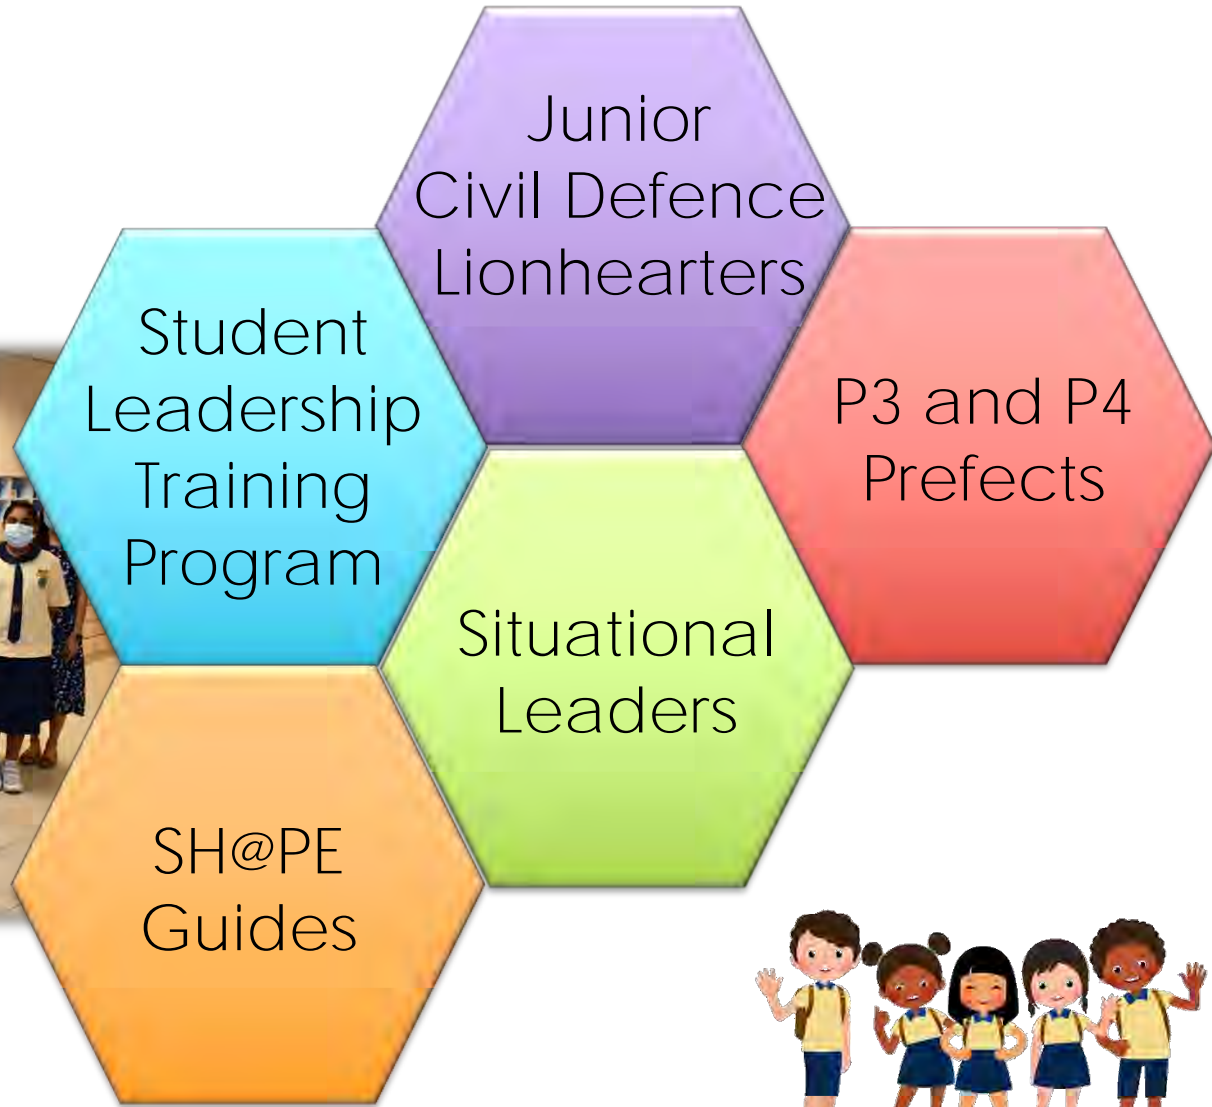 Junior
Civil Defence
Lionhearters
Student
Leadership
Training
Program
P3 and P4
Prefects
Situational
Leaders
SH@PE
Guides